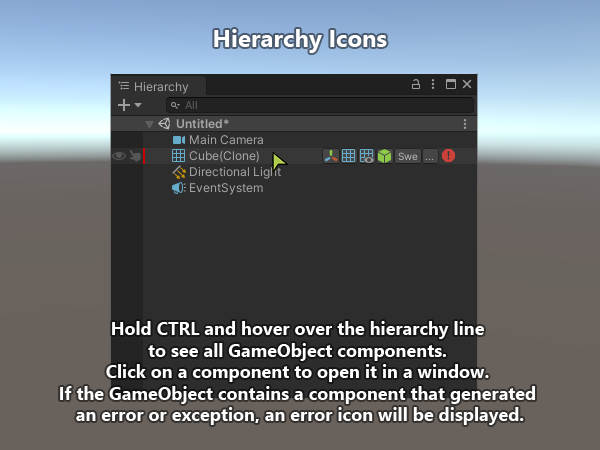 Hierarchy Icons
Hierarchy
All
Untitled*
Main Camera
Cube(Clone)
Swe
...
Directional Light
EventSystem
Hold CTRL and hover over the hierarchy line
to see all GameObject components.
Click on a component to open it in a window.
If the GameObject contains a component that generated
an error or exception, an error icon will be displayed.